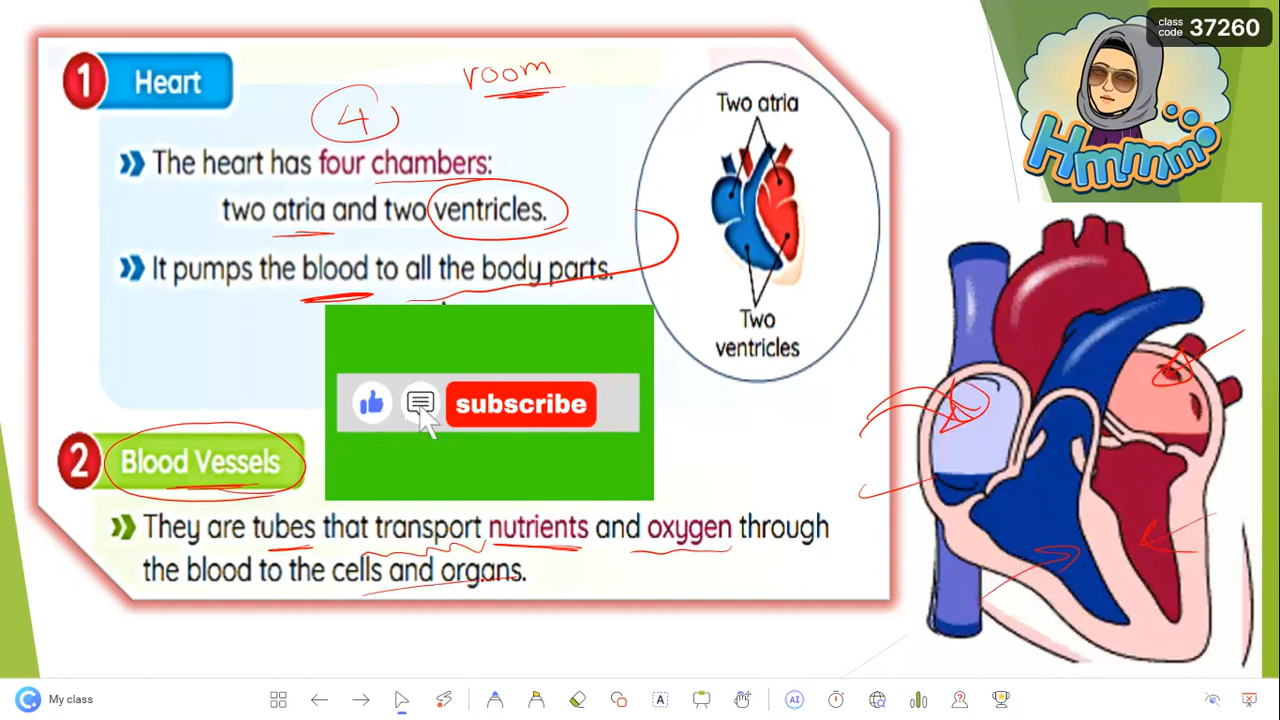 class
code 37260
1 Heart
room
4
The heart has four chambers:
two atria and two ventricles.
It pumps the blood to all the body parts.
Two atria
Two
ventricles
Hmmmm
subscribe
2 Blood Vessels
They are tubes that transport nutrients and oxygen through
the blood to the cells and organs.
My class
A
AI